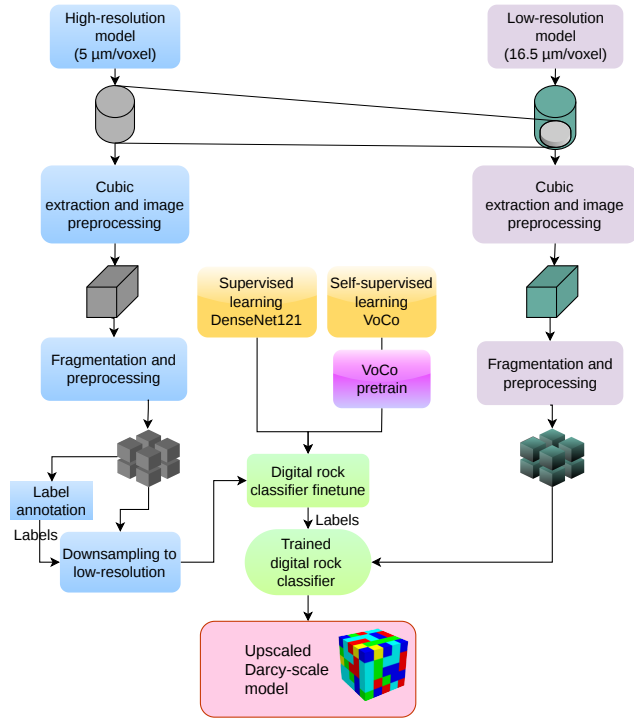 High-resolution
model
(5 µm/voxel)
Low-resolution
model
(16.5 µm/voxel)
Cubic
extraction and image
preprocessing
Cubic
extraction and image
preprocessing
Supervised
learning
DenseNet121
Self-supervised
learning
VoCo
Fragmentation and
preprocessing
VoCo
pretrain
Fragmentation and
preprocessing
Label
annotation
Labels
Downsampling to
low-resolution
Digital rock
classifier finetune
Labels
Trained
digital rock
classifier
Upscaled
Darcy-scale
model